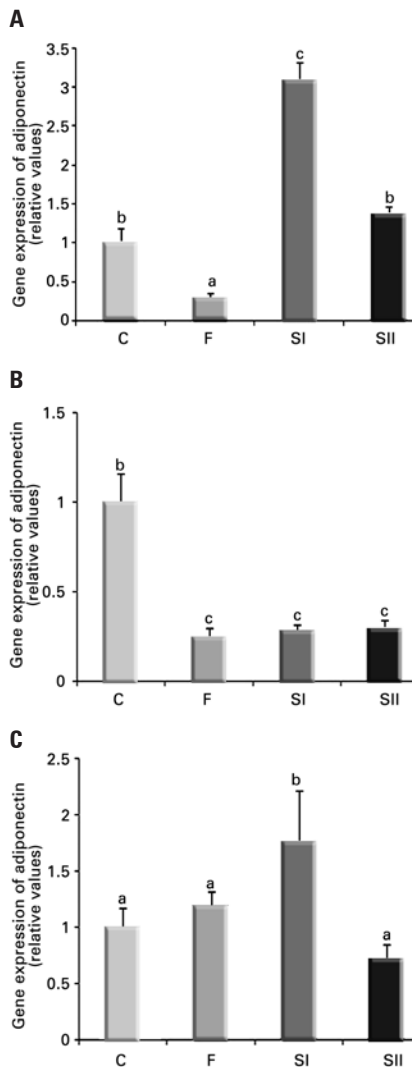 A
Gene expression of adiponectin
(relative values)
3.5
3
2.5
2
1.5
1
0.5
0
b
a
c
b
C F SI SII
B
Gene expression of adiponectin
(relative values)
1.5
1
0.5
0
b
c
c
c
C F SI SII
C
Gene expression of adiponectin
(relative values)
2.5
2
1.5
1
0.5
0
a
a
b
a
C F SI SII